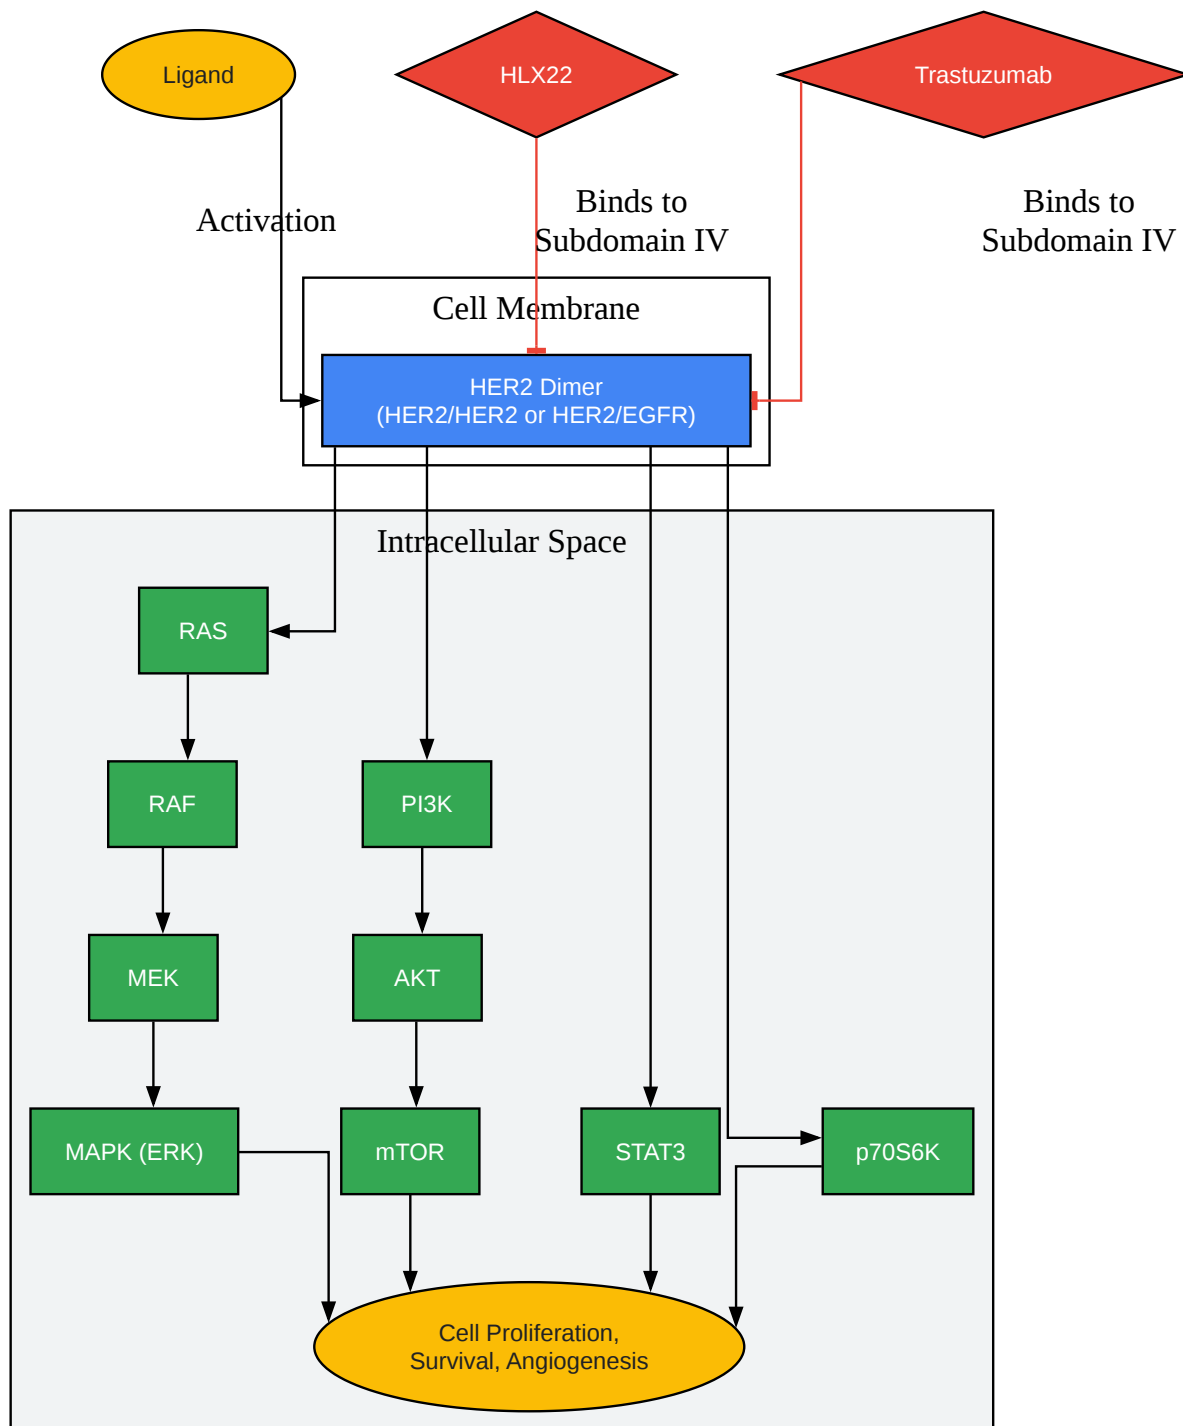 Ligand
HLX22
Trastuzumab
Activation
Binds to
Subdomain IV
Binds to
Subdomain IV
Cell Membrane
HER2 Dimer
(HER2/HER2 or HER2/EGFR)
Intracellular Space
RAS
RAF
PI3K
MEK
AKT
MAPK (ERK)
mTOR
STAT3
p70S6K
Cell Proliferation,
Survival, Angiogenesis